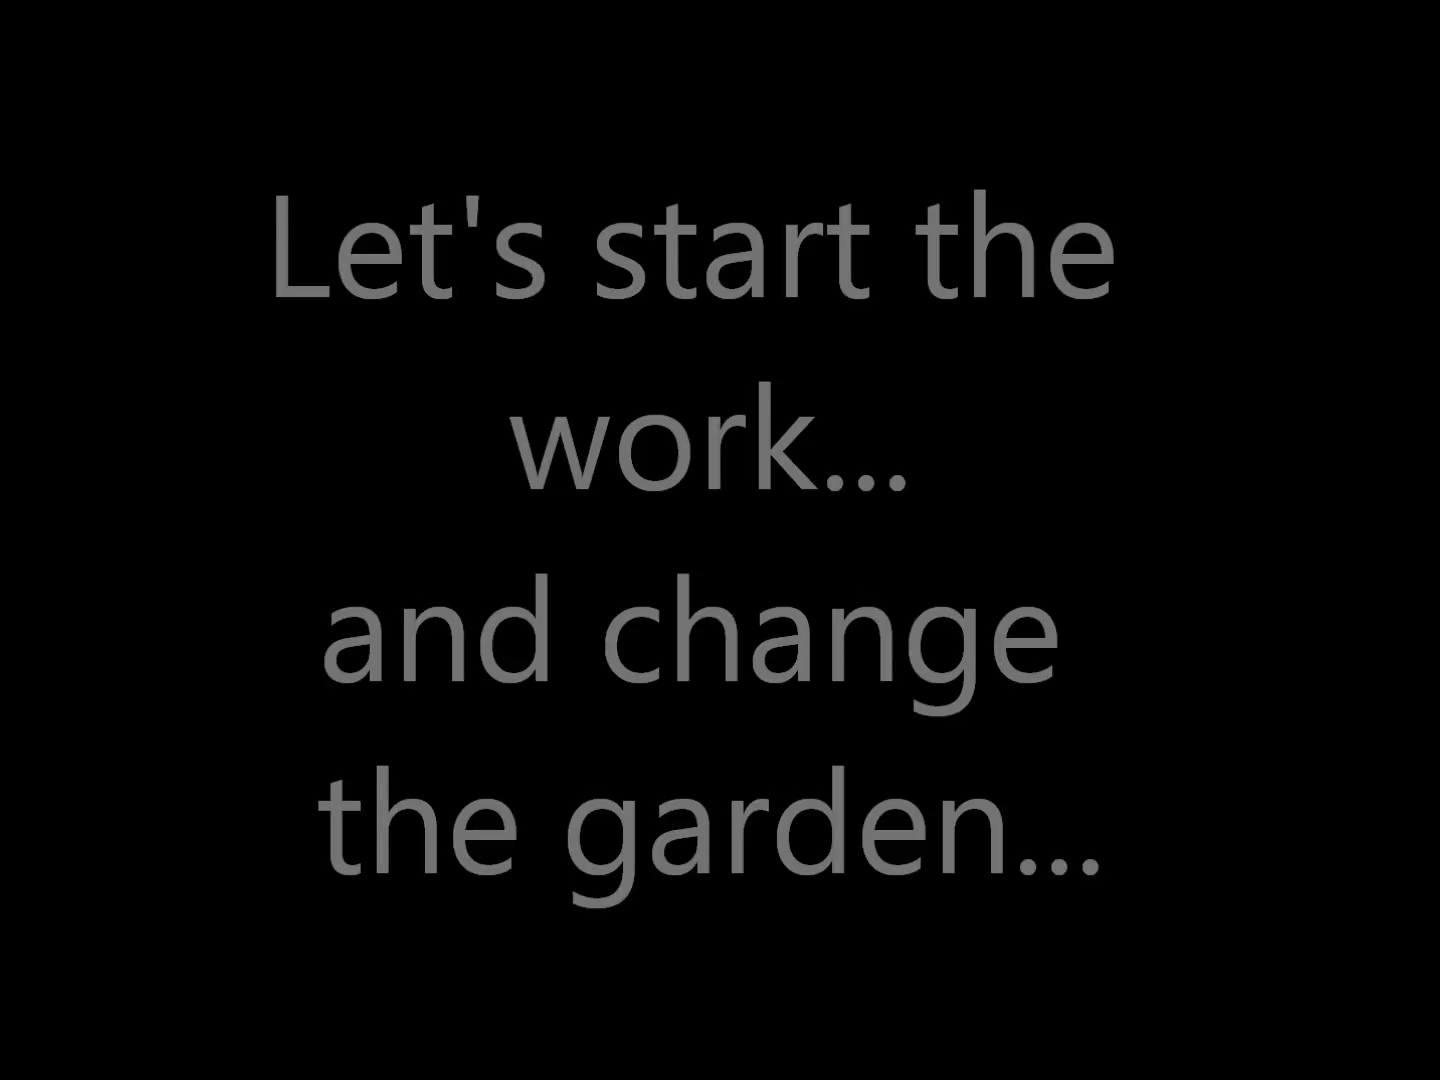 Let's start the
work...
and change
the garden...